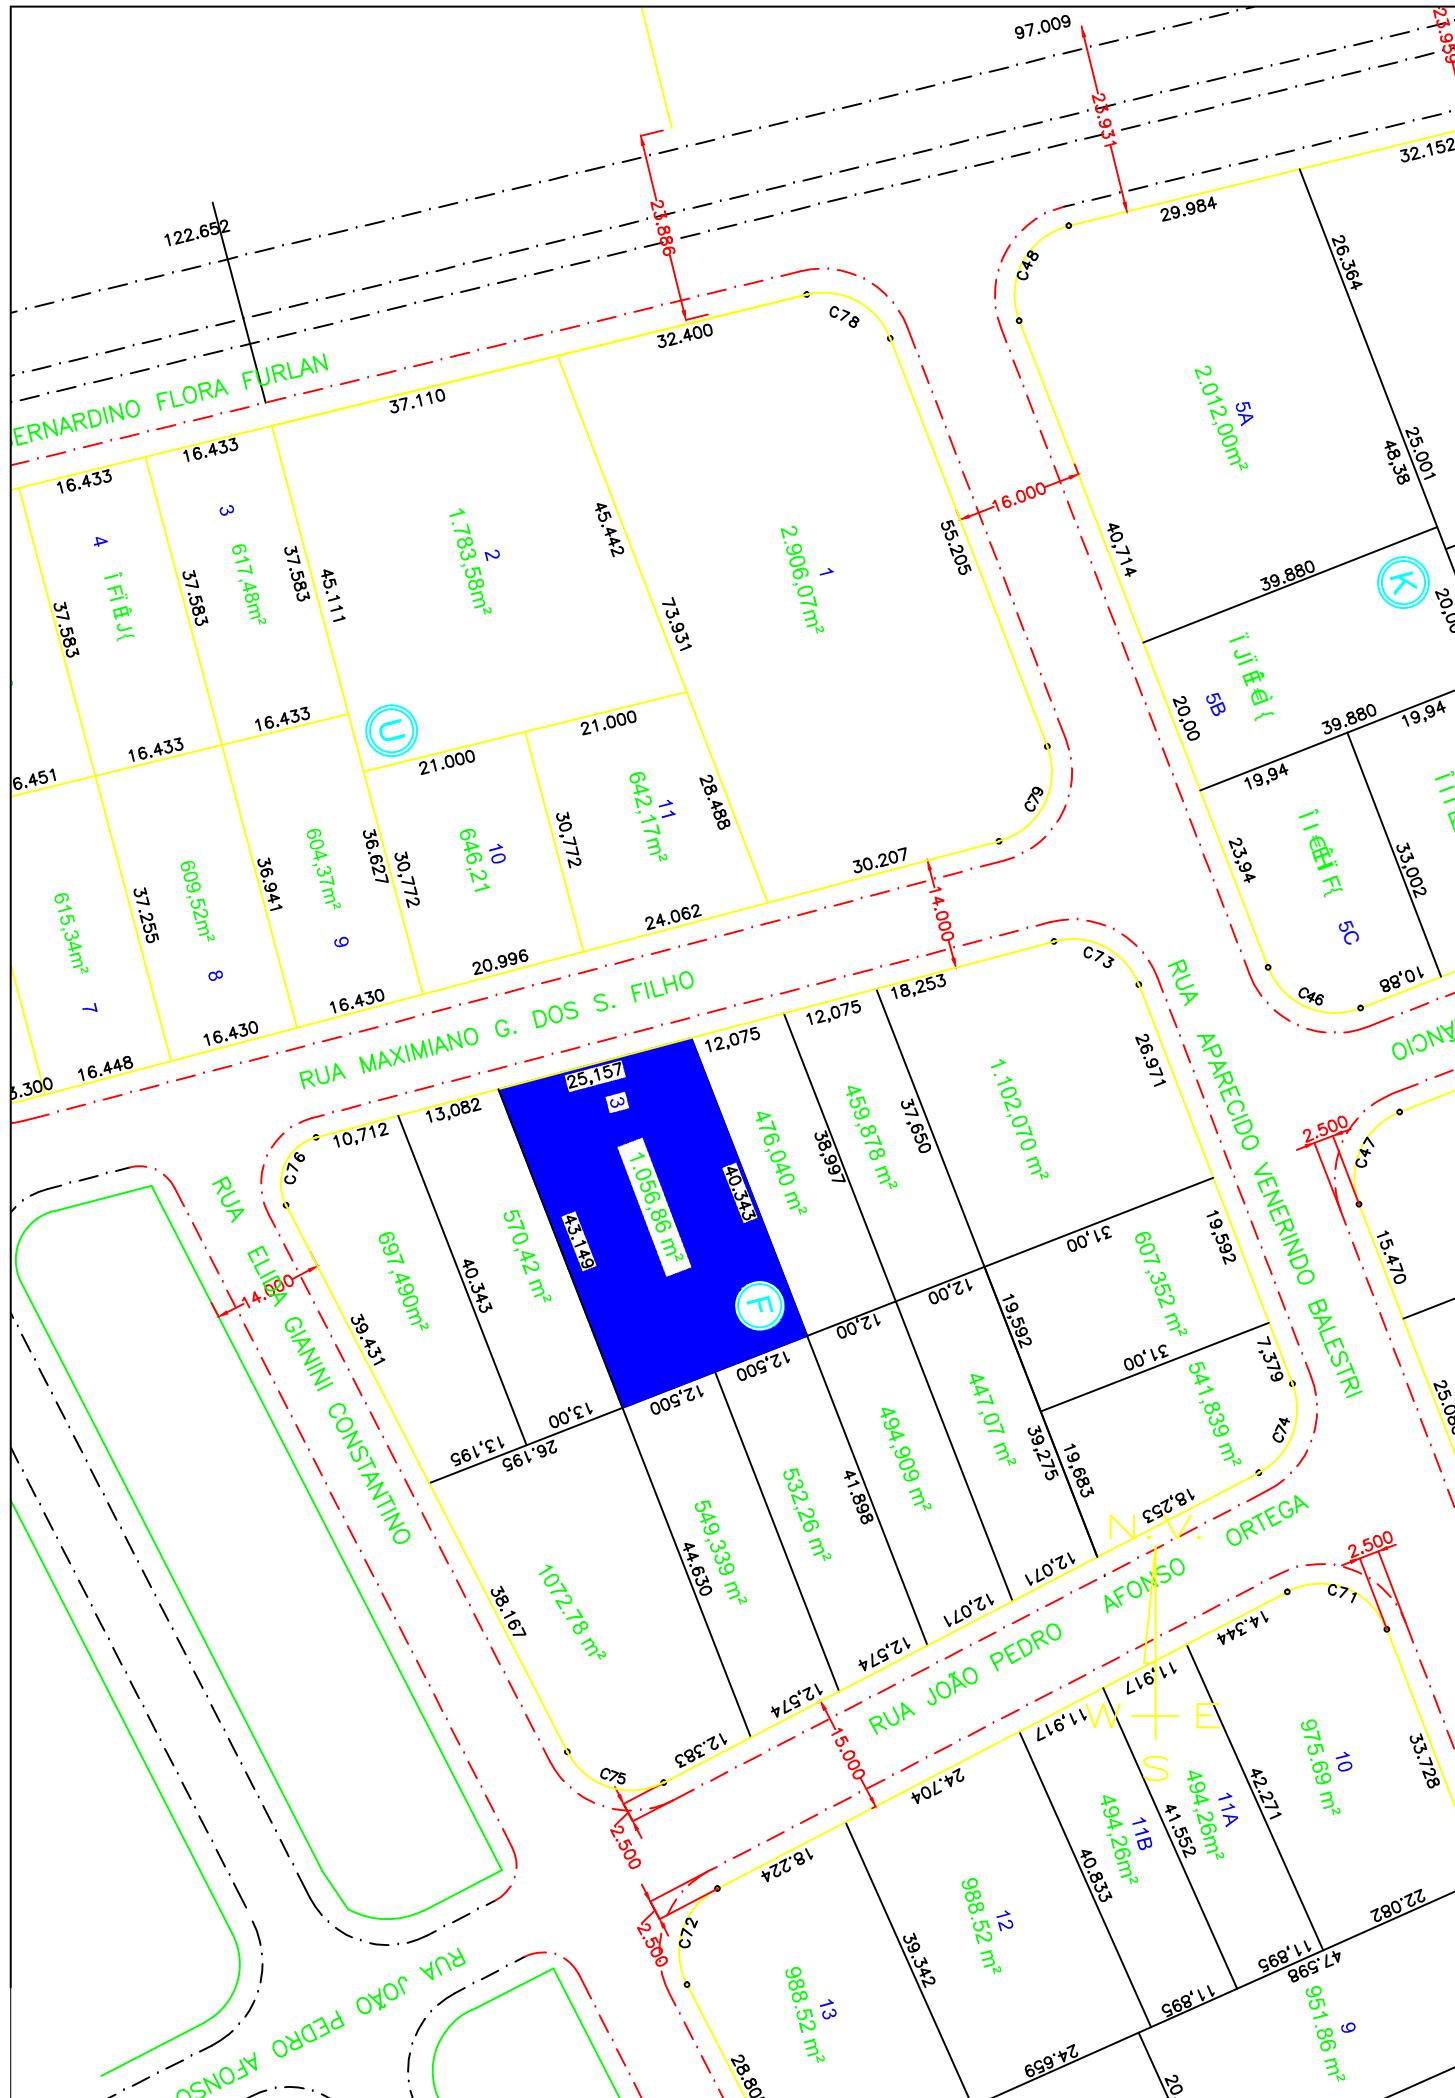 97.009
23.959
23.931
32.152
122.652
23.886
29.984
C48
26.364
C78
32.400
BERNARDINO FLORA FURLAN
37.110
16.433
16.433
5A
2.012,00m²
25.001
48,38
45.442
16.000
55.205
40,714
39.880
K
20,00
4
3
617,48m²
37.583
37.583
37.583
45.111
2
1.783,58m²
1
2.906,07m²
73.931
16.433
16.433
U
21.000
21.000
5B
20,00
39.880
19,94
19,94
6.451
28.488
C79
11
642,17m²
30,772
10
646,21
30,772
36.627
604,37m²
9
36.941
609,52m²
8
37.255
615,34m²
7
30.207
14.000
23,94
33,002
5C
24.062
20.996
16.430
16.430
16.448
3.300
RUA MAXIMIANO G. DOS S. FILHO
18,253
C73
12,075
12,075
C46
10,88
ÂNCIO
RUA APARECIDO VENERINDO BALESTRI
26.971
25,157
3
13,082
10,712
C76
1.102,070 m²
37,650
459,878 m²
38,997
476,040 m²
40.343
1.056,86 m²
43.149
570,42 m²
40.343
697,490m²
2.500
C47
15.470
RUA ELIDA GIANINI CONSTANTINO
14.000
39.431
F
19,592
31,00
607,352 m²
12,00
12,00
19,592
31,00
7,379
541,839 m²
C74
12,500
12,500
13,00
13,195
26.195
447,07 m²
39,275
19,683
494,909 m²
41.898
532,26 m²
549,339 m²
44.630
1072.78 m²
38.167
25.080
18,253
12,071
12,071
12,574
12,574
12.383
C75
N.V.
W E
S
RUA JOÃO PEDRO AFONSO ORTEGA
2.500
C71
14.344
11,917
11,917
15.000
24.704
18.224
2.500
2.500
C72
10
975.69 m²
33.728
42.271
11A
494,26m²
41.552
11B
494,26m²
40.833
12
988.52 m²
39.342
13
988.52 m²
22.082
11,895
47.598
11,895
24.659
9
951.86 m²
20
RUA JOÃO PEDRO AFONSO